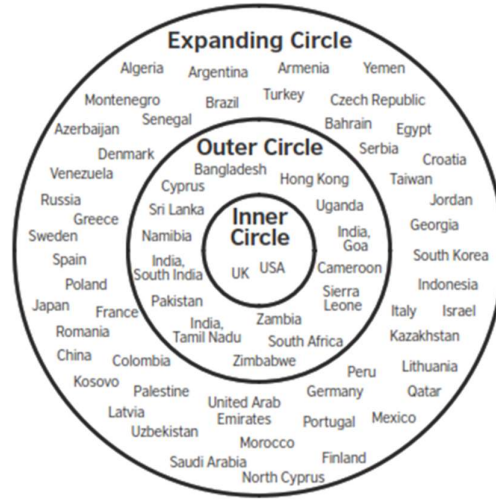 Expanding Circle
Algeria
Argentina
Armenia
Yemen
Montenegro
Brazil
Turkey
Czech Republic
Azerbaijan
Senegal
Bahrain
Egypt
Denmark
Serbia
Croatia
Venezuela
Taiwan
Russia
Jordan
Greece
Georgia
Sweden
Spain
South Korea
Poland
Indonesia
Japan
France
Italy
Israel
Romania
Kazakhstan
China
Colombia
Peru
Lithuania
Kosovo
Palestine
Germany
Qatar
Latvia
United Arab
Emirates
Portugal
Mexico
Uzbekistan
Morocco
Saudi Arabia
Finland
North Cyprus
Outer Circle
Bangladesh
Cyprus
Hong Kong
Sri Lanka
Uganda
Namibia
India,
Goa
India,
South India
Cameroon
Pakistan
Sierra
Leone
India,
Tamil Nadu
Zambia
South Africa
Zimbabwe
Inner
Circle
UK
USA